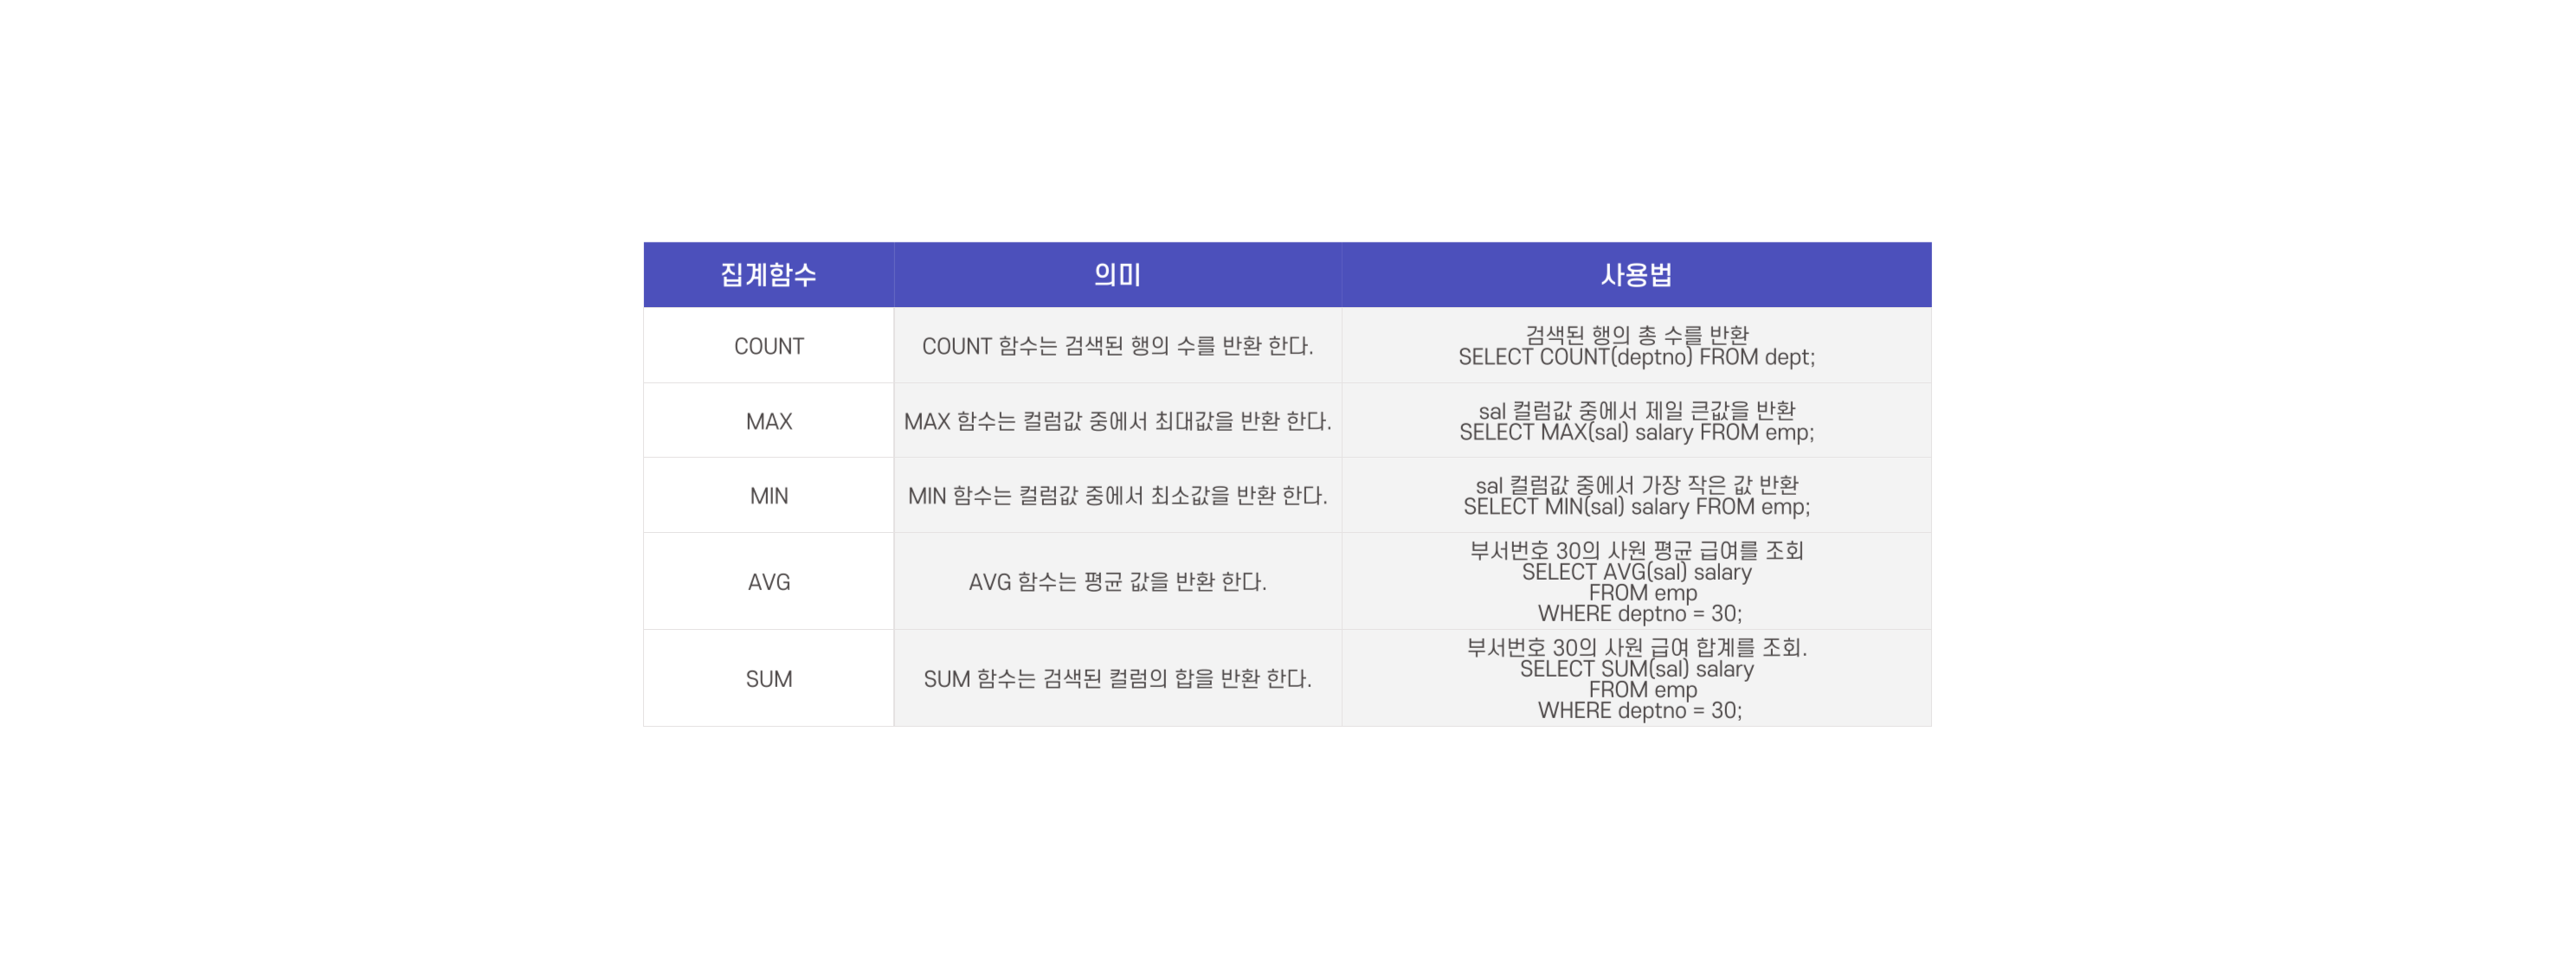 집계함수 의미 사용법
COUNT
COUNT 함수는 검색된 행의 수를 반환 한다.
검색된 행의 총 수를 반환
SELECT COUNT(deptno) FROM dept;
MAX
MAX 함수는 컬럼값 중에서 최대값을 반환 한다.
sal 컬럼값 중에서 제일 큰값을 반환
SELECT MAX(sal) salary FROM emp;
MIN
MIN 함수는 컬럼값 중에서 최소값을 반환 한다.
sal 컬럼값 중에서 가장 작은 값 반환
SELECT MIN(sal) salary FROM emp;
AVG
AVG 함수는 평균 값을 반환 한다.
부서번호 30의 사원 평균 급여를 조회
SELECT AVG(sal) salary
FROM emp
WHERE deptno = 30;
SUM
SUM 함수는 검색된 컬럼의 합을 반환 한다.
부서번호 30의 사원 급여 합계를 조회.
SELECT SUM(sal) salary
FROM emp
WHERE deptno = 30;